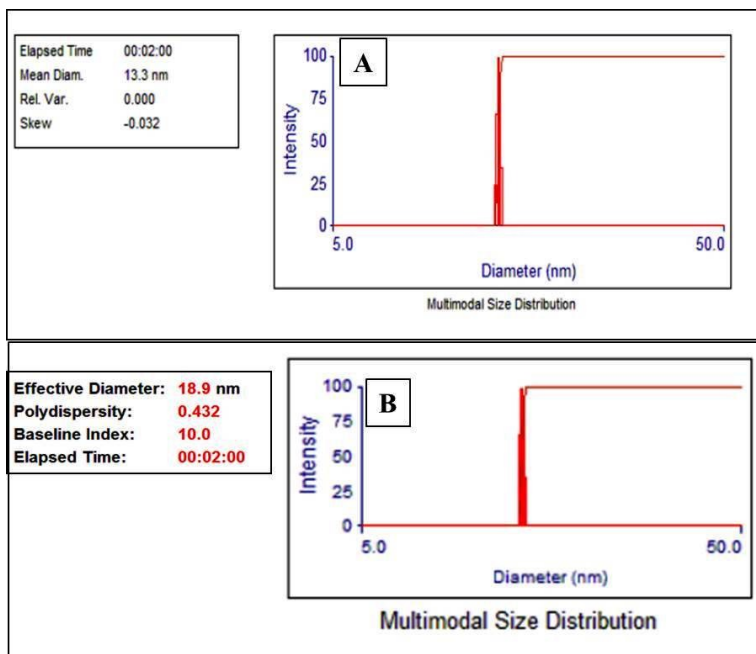 Elapsed Time 00:02:00
Mean Diam. 13.3 nm
Rel. Var. 0.000
Skew -0.032
A
100
75
50
25
0
Intensity
5.0 50.0
Diameter (nm)
Multimodal Size Distribution
Effective Diameter: 18.9 nm
Polydispersity: 0.432
Baseline Index: 10.0
Elapsed Time: 00:02:00
B
100
75
50
25
0
Intensity
5.0 50.0
Diameter (nm)
Multimodal Size Distribution